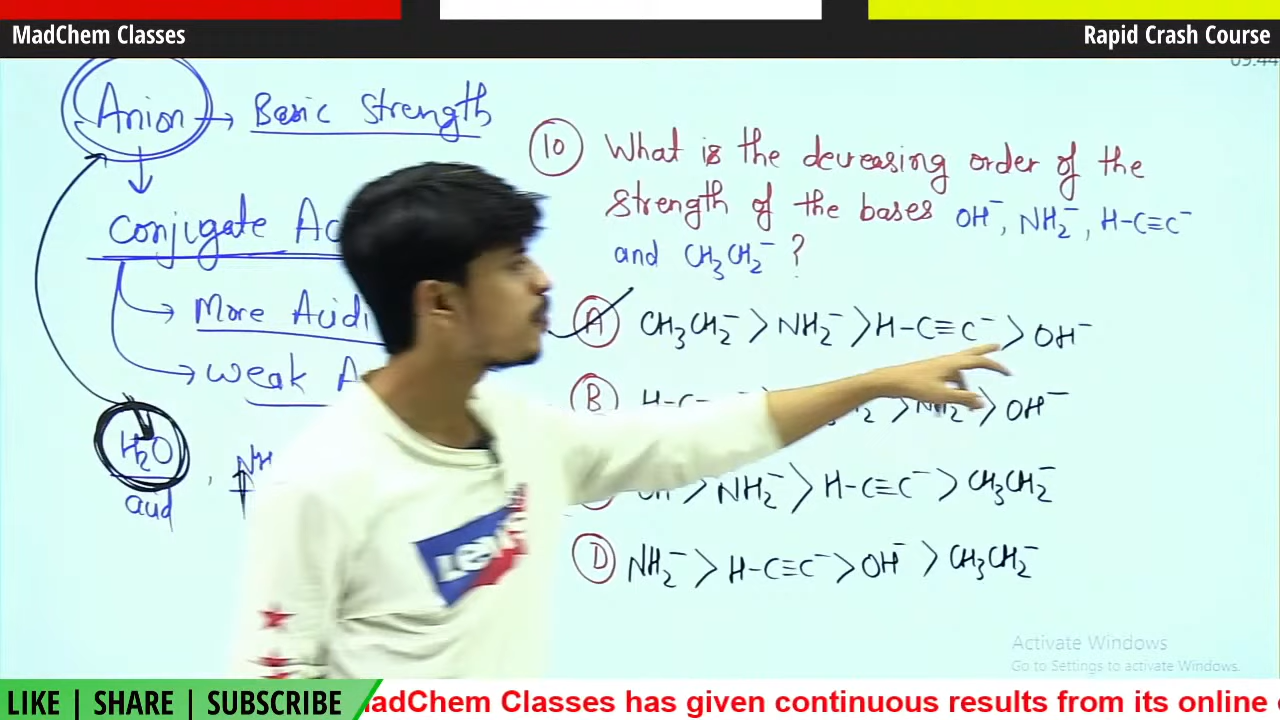 MadChem Classes
Rapid Crash Course
Anion → Basic Strength
Conjugate
→ More
→ Weak
H₂O
acid
10 What is the decreasing order of the
strength of the bases OH⁻, NH₂⁻, H-C≡C⁻
and CH₃CH₂⁻ ?
A CH₃CH₂⁻ > NH₂⁻ > H-C≡C⁻ > OH⁻
B H-C > NH₂⁻ > OH⁻
> NH₂⁻ > H-C≡C⁻ > CH₃CH₂⁻
D NH₂⁻ > H-C≡C⁻ > OH⁻ > CH₃CH₂⁻
Levi's
Activate Windows
Go to Settings to activate Windows.
LIKE | SHARE | SUBSCRIBE
MadChem Classes has given continuous results from its online